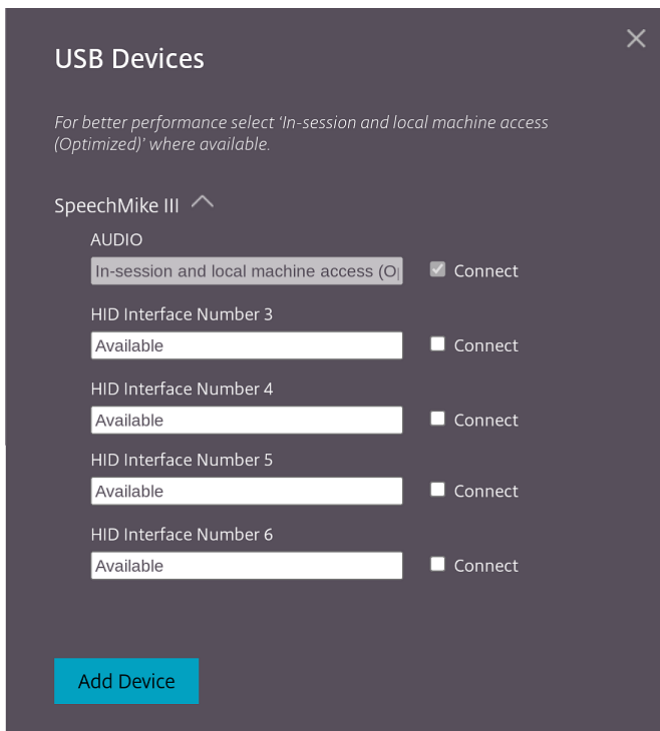 USB Devices
For better performance select 'In-session and local machine access
(Optimized)' where available.
SpeechMike III
AUDIO
In-session and local machine access (O
Connect
HID Interface Number 3
Available
Connect
HID Interface Number 4
Available
Connect
HID Interface Number 5
Available
Connect
HID Interface Number 6
Available
Connect
Add Device